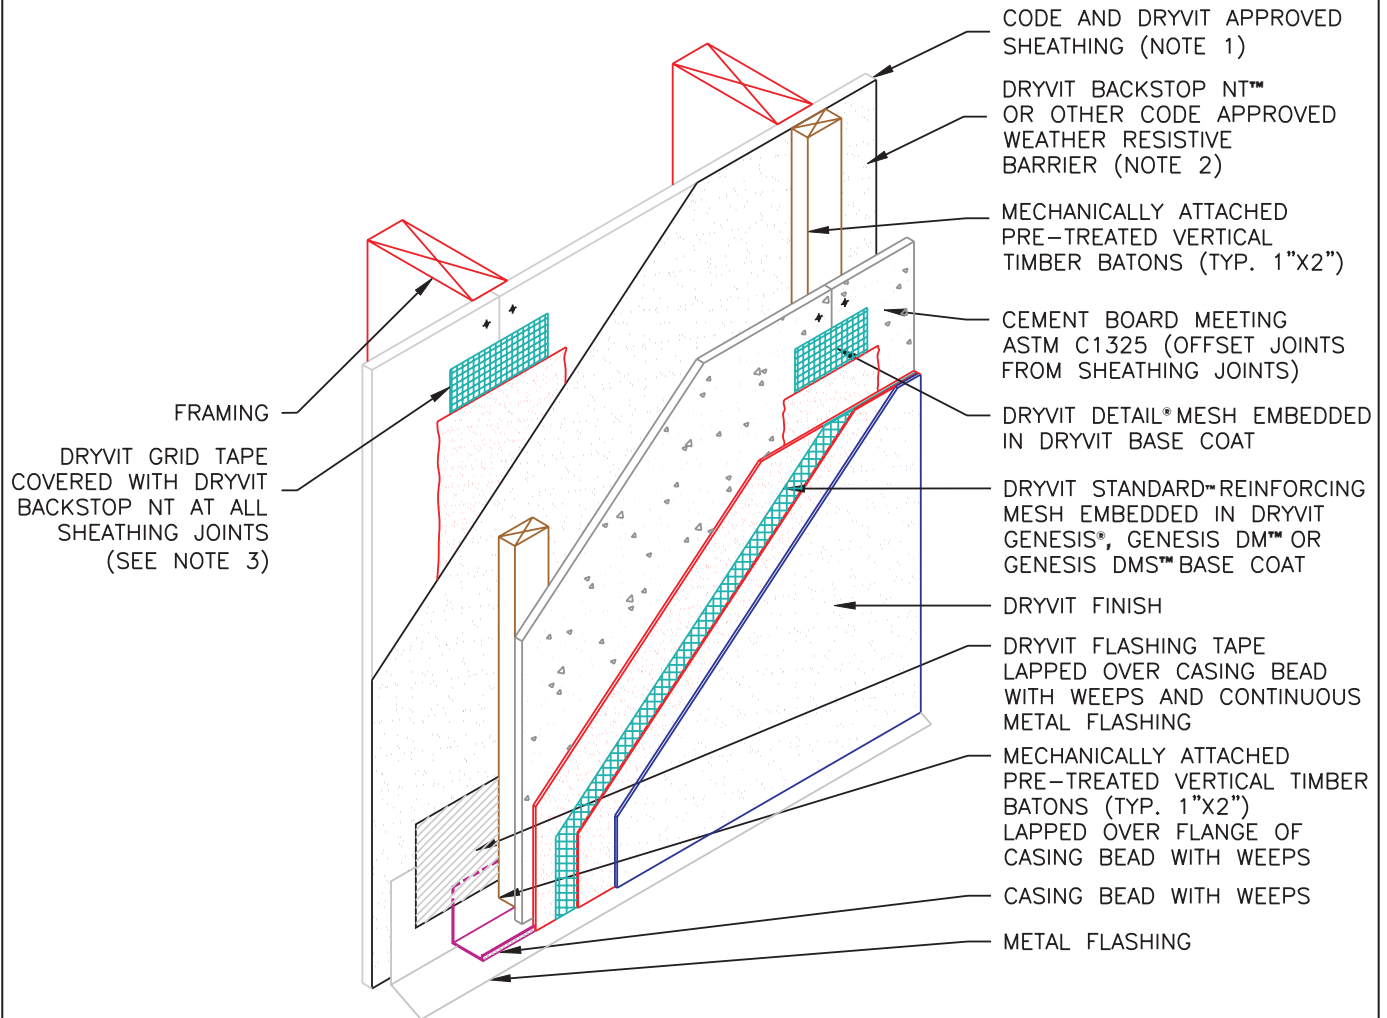 CODE AND DRYVIT APPROVED
SHEATHING (NOTE 1)
DRYVIT BACKSTOP NT™
OR OTHER CODE APPROVED
WEATHER RESISTIVE
BARRIER (NOTE 2)
MECHANICALLY ATTACHED
PRE–TREATED VERTICAL
TIMBER BATONS (TYP. 1”X2”)
CEMENT BOARD MEETING
ASTM C1325 (OFFSET JOINTS
FROM SHEATHING JOINTS)
DRYVIT DETAIL® MESH EMBEDDED
IN DRYVIT BASE COAT
DRYVIT STANDARD™ REINFORCING
MESH EMBEDDED IN DRYVIT
GENESIS®, GENESIS DM™ OR
GENESIS DMS™ BASE COAT
DRYVIT FINISH
DRYVIT FLASHING TAPE
LAPPED OVER CASING BEAD
WITH WEEPS AND CONTINUOUS
METAL FLASHING
MECHANICALLY ATTACHED
PRE–TREATED VERTICAL TIMBER
BATONS (TYP. 1”X2”)
LAPPED OVER FLANGE OF
CASING BEAD WITH WEEPS
CASING BEAD WITH WEEPS
METAL FLASHING
FRAMING
DRYVIT GRID TAPE
COVERED WITH DRYVIT
BACKSTOP NT AT ALL
SHEATHING JOINTS
(SEE NOTE 3)